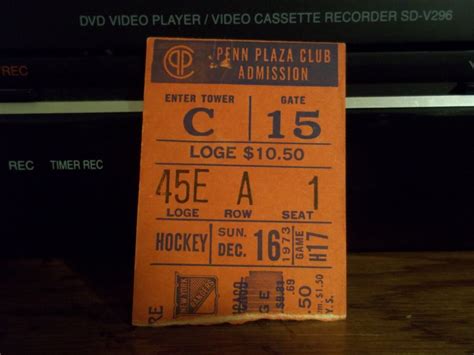 DVD VIDEO PLAYER / VIDEO CASSETTE RECORDER SD-V296
REC
REC TIMER REC
PENN PLAZA CLUB
ADMISSION
ENTER TOWER GATE
C 15
LOGE $10.50
45E A 1
LOGE ROW SEAT
HOCKEY SUN. DEC. 16 1973 GAME H17
RANGERS